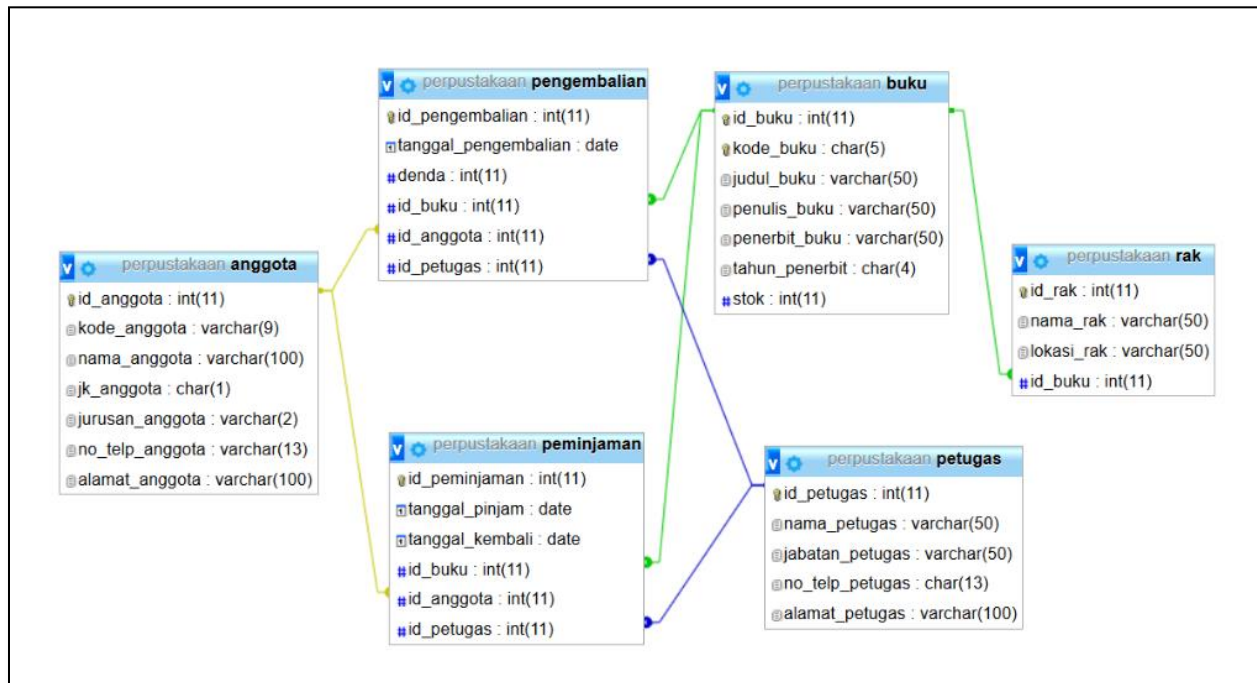 perpustakaan pengembalian
id_pengembalian : int(11)
tanggal_pengembalian : date
denda : int(11)
id_buku : int(11)
id_anggota : int(11)
id_petugas : int(11)
perpustakaan buku
id_buku : int(11)
kode_buku : char(5)
judul_buku : varchar(50)
penulis_buku : varchar(50)
penerbit_buku : varchar(50)
tahun_penerbit : char(4)
stok : int(11)
perpustakaan anggota
id_anggota : int(11)
kode_anggota : varchar(9)
nama_anggota : varchar(100)
jk_anggota : char(1)
jurusan_anggota : varchar(2)
no_telp_anggota : varchar(13)
alamat_anggota : varchar(100)
perpustakaan rak
id_rak : int(11)
nama_rak : varchar(50)
lokasi_rak : varchar(50)
id_buku : int(11)
perpustakaan peminjaman
id_peminjaman : int(11)
tanggal_pinjam : date
tanggal_kembali : date
id_buku : int(11)
id_anggota : int(11)
id_petugas : int(11)
perpustakaan petugas
id_petugas : int(11)
nama_petugas : varchar(50)
jabatan_petugas : varchar(50)
no_telp_petugas : char(13)
alamat_petugas : varchar(100)